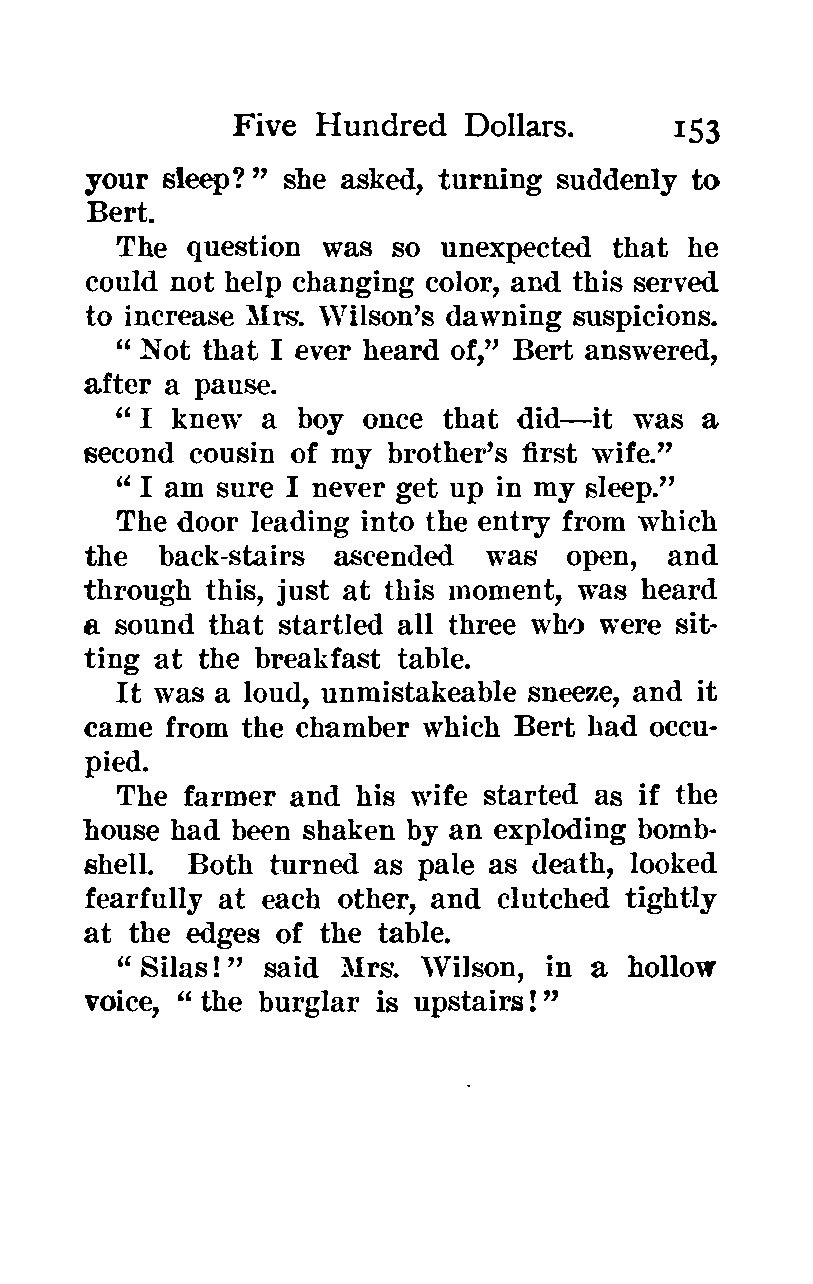 Five Hundred Dollars. 153
your sleep?" she asked, turning suddenly to
Bert.
The question was so unexpected that he
could not help changing color, and this served
to increase Mrs. Wilson's dawning suspicions.
"Not that I ever heard of," Bert answered,
after a pause.
"I knew a boy once that did—it was a
second cousin of my brother's first wife."
"I am sure I never get up in my sleep."
The door leading into the entry from which
the back-stairs ascended was open, and
through this, just at this moment, was heard
a sound that startled all three who were sit-
ting at the breakfast table.
It was a loud, unmistakeable sneeze, and it
came from the chamber which Bert had occu-
pied.
The farmer and his wife started as if the
house had been shaken by an exploding bomb-
shell. Both turned as pale as death, looked
fearfully at each other, and clutched tightly
at the edges of the table.
"Silas!" said Mrs. Wilson, in a hollow
voice, "the burglar is upstairs!"